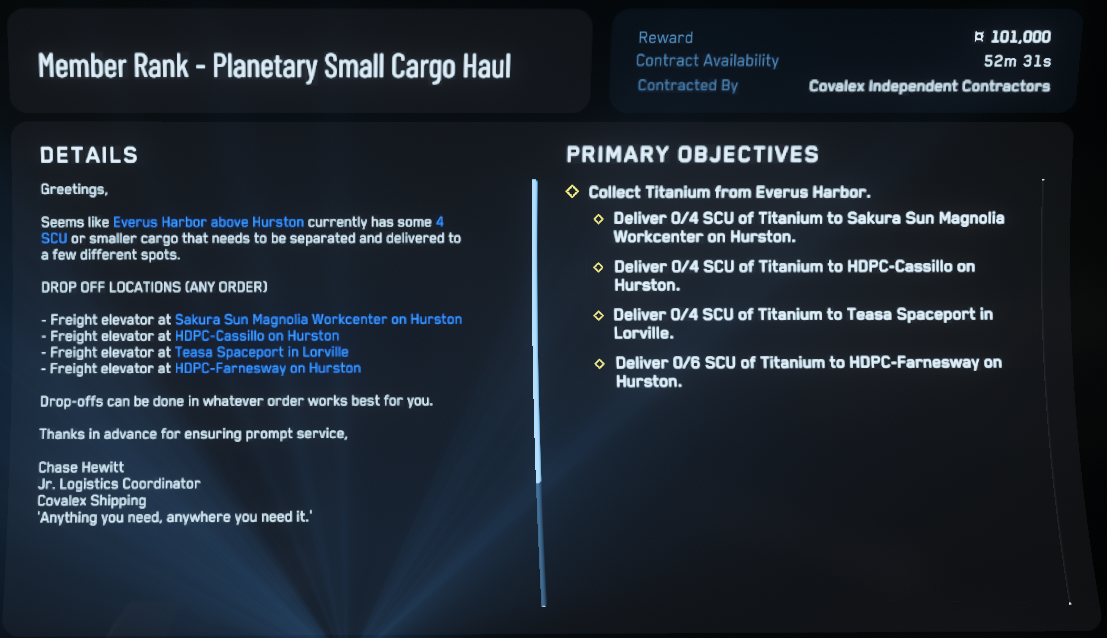 Member Rank - Planetary Small Cargo Haul
Reward ¤ 101,000
Contract Availability 52m 31s
Contracted By Covalex Independent Contractors
DETAILS
Greetings,
Seems like Everus Harbor above Hurston currently has some 4
SCU or smaller cargo that needs to be separated and delivered to
a few different spots.
DROP OFF LOCATIONS (ANY ORDER)
- Freight elevator at Sakura Sun Magnolia Workcenter on Hurston
- Freight elevator at HDPC-Cassillo on Hurston
- Freight elevator at Teasa Spaceport in Lorville
- Freight elevator at HDPC-Farnesway on Hurston
Drop-offs can be done in whatever order works best for you.
Thanks in advance for ensuring prompt service,
Chase Hewitt
Jr. Logistics Coordinator
Covalex Shipping
'Anything you need, anywhere you need it.'
PRIMARY OBJECTIVES
Collect Titanium from Everus Harbor.
Deliver 0/4 SCU of Titanium to Sakura Sun Magnolia
Workcenter on Hurston.
Deliver 0/4 SCU of Titanium to HDPC-Cassillo on
Hurston.
Deliver 0/4 SCU of Titanium to Teasa Spaceport in
Lorville.
Deliver 0/6 SCU of Titanium to HDPC-Farnesway on
Hurston.